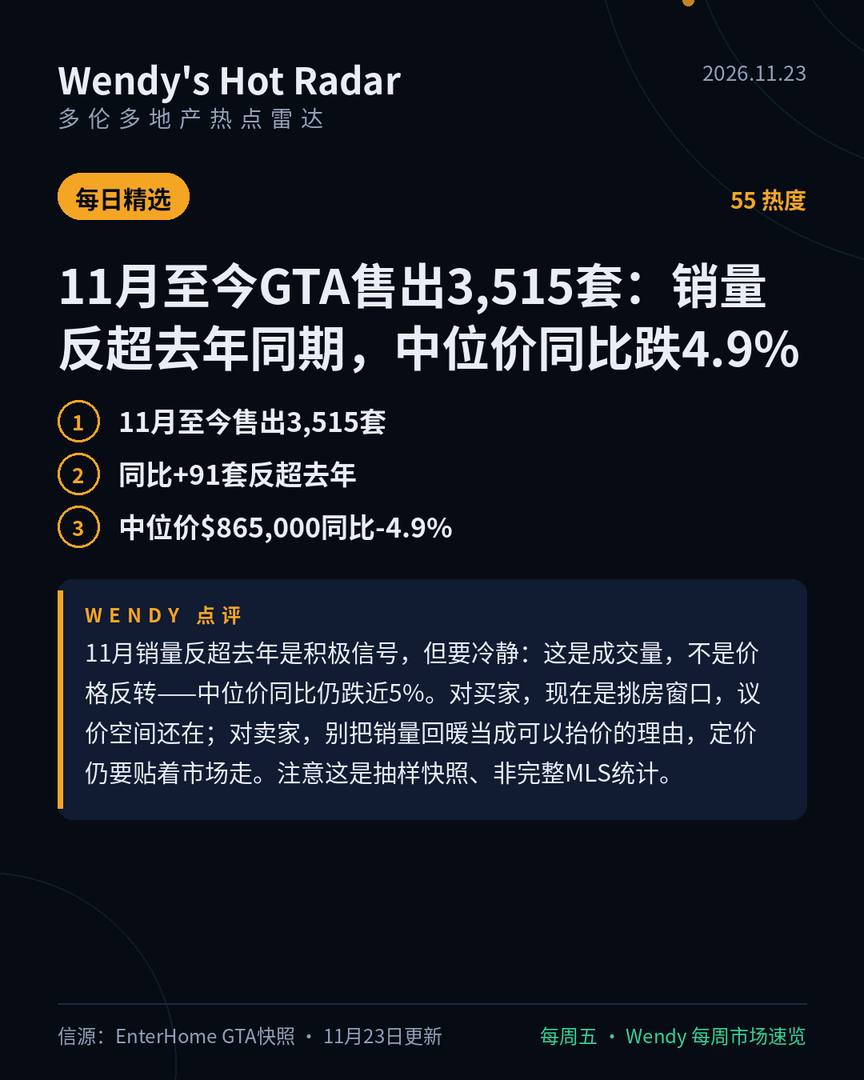 Wendy's Hot Radar
2026.11.23
多伦多地产热点雷达
每日精选
55 热度
11月至今GTA售出3,515套：销量
反超去年同期，中位价同比跌4.9%
1 11月至今售出3,515套
2 同比+91套反超去年
3 中位价$865,000同比-4.9%
WENDY 点评
11月销量反超去年是积极信号，但要冷静：这是成交量，不是价
格反转——中位价同比仍跌近5%。对买家，现在是挑房窗口，议
价空间还在；对卖家，别把销量回暖当成可以抬价的理由，定价
仍要贴着市场走。注意这是抽样快照、非完整MLS统计。
信源：EnterHome GTA快照 · 11月23日更新
每周五 · Wendy 每周市场速览